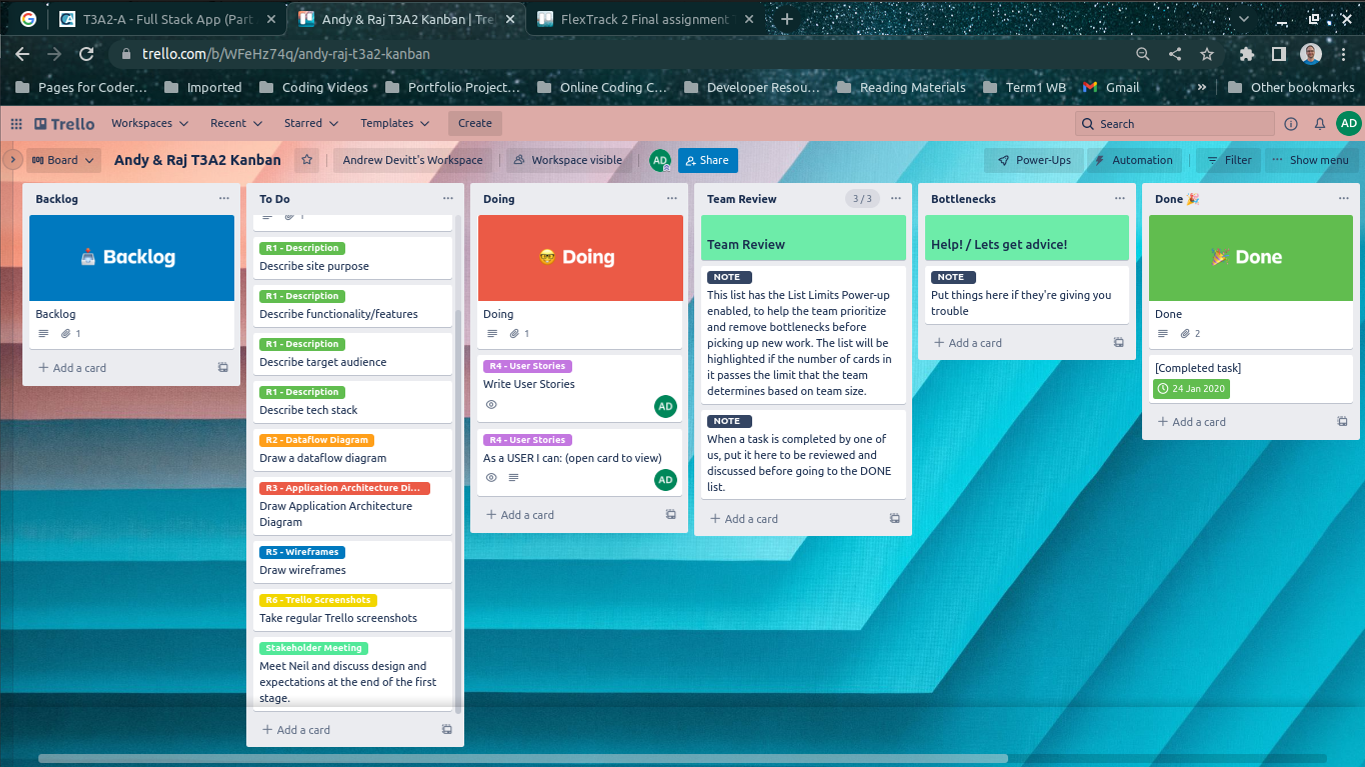 T3A2-A - Full Stack App (Part
Andy & Raj T3A2 Kanban | Tre
FlexTrack 2 Final assignment
trello.com/b/WFeHz74q/andy-raj-t3a2-kanban
Pages for Coder…
Imported
Coding Videos
Portfolio Project…
Online Coding C…
Developer Resou…
Reading Materials
Term1 WB
Gmail
»
Other bookmarks
Trello
Workspaces
Recent
Starred
Templates
Create
Search
AD
Board
Andy & Raj T3A2 Kanban
Andrew Devitt's Workspace
Workspace visible
AD
Share
Power-Ups
Automation
Filter
Show menu
Backlog
Backlog
Backlog
1
+ Add a card
To Do
1
R1 - Description
Describe site purpose
R1 - Description
Describe functionality/features
R1 - Description
Describe target audience
R1 - Description
Describe tech stack
R2 - Dataflow Diagram
Draw a dataflow diagram
R3 - Application Architecture Di…
Draw Application Architecture
Diagram
R5 - Wireframes
Draw wireframes
R6 - Trello Screenshots
Take regular Trello screenshots
Stakeholder Meeting
Meet Neil and discuss design and
expectations at the end of the first
stage.
+ Add a card
Doing
🤓 Doing
Doing
1
R4 - User Stories
Write User Stories
AD
R4 - User Stories
As a USER I can: (open card to view)
AD
+ Add a card
Team Review
3 / 3
Team Review
NOTE
This list has the List Limits Power-up
enabled, to help the team prioritize
and remove bottlenecks before
picking up new work. The list will be
highlighted if the number of cards in
it passes the limit that the team
determines based on team size.
NOTE
When a task is completed by one of
us, put it here to be reviewed and
discussed before going to the DONE
list.
+ Add a card
Bottlenecks
Help! / Lets get advice!
NOTE
Put things here if they're giving you
trouble
+ Add a card
Done 🎉
🎉 Done
Done
2
[Completed task]
24 Jan 2020
+ Add a card